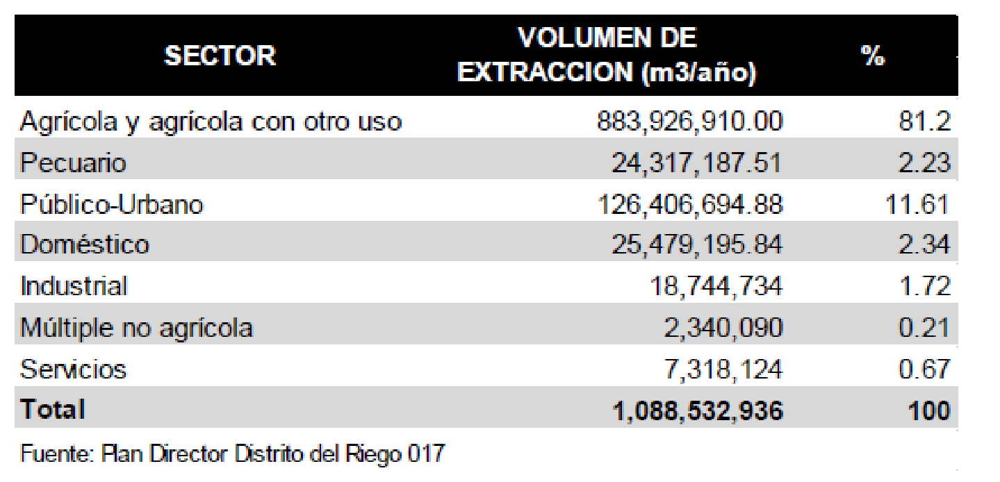 SECTOR VOLUMEN DE EXTRACCION (m3/año) %
Agrícola y agrícola con otro uso 883,926,910.00 81.2
Pecuario 24,317,187.51 2.23
Público-Urbano 126,406,694.88 11.61
Doméstico 25,479,195.84 2.34
Industrial 18,744,734 1.72
Múltiple no agrícola 2,340,090 0.21
Servicios 7,318,124 0.67
Total 1,088,532,936 100
Fuente: Plan Director Distrito del Riego 017